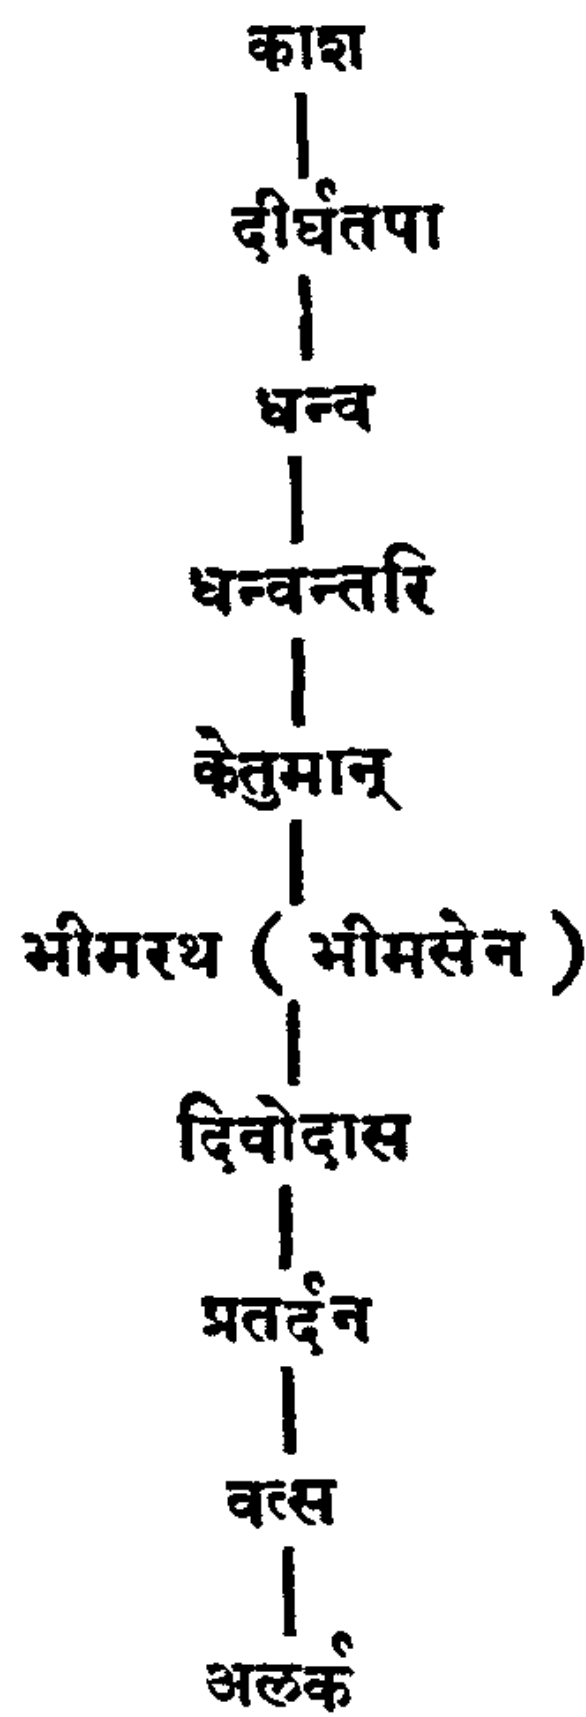 काश
दीर्घतपा
धन्व
धन्वन्तरि
केतुमान्
भीमरथ ( भीमसेन )
दिवोदास
प्रतर्दन
वत्स
अलर्क